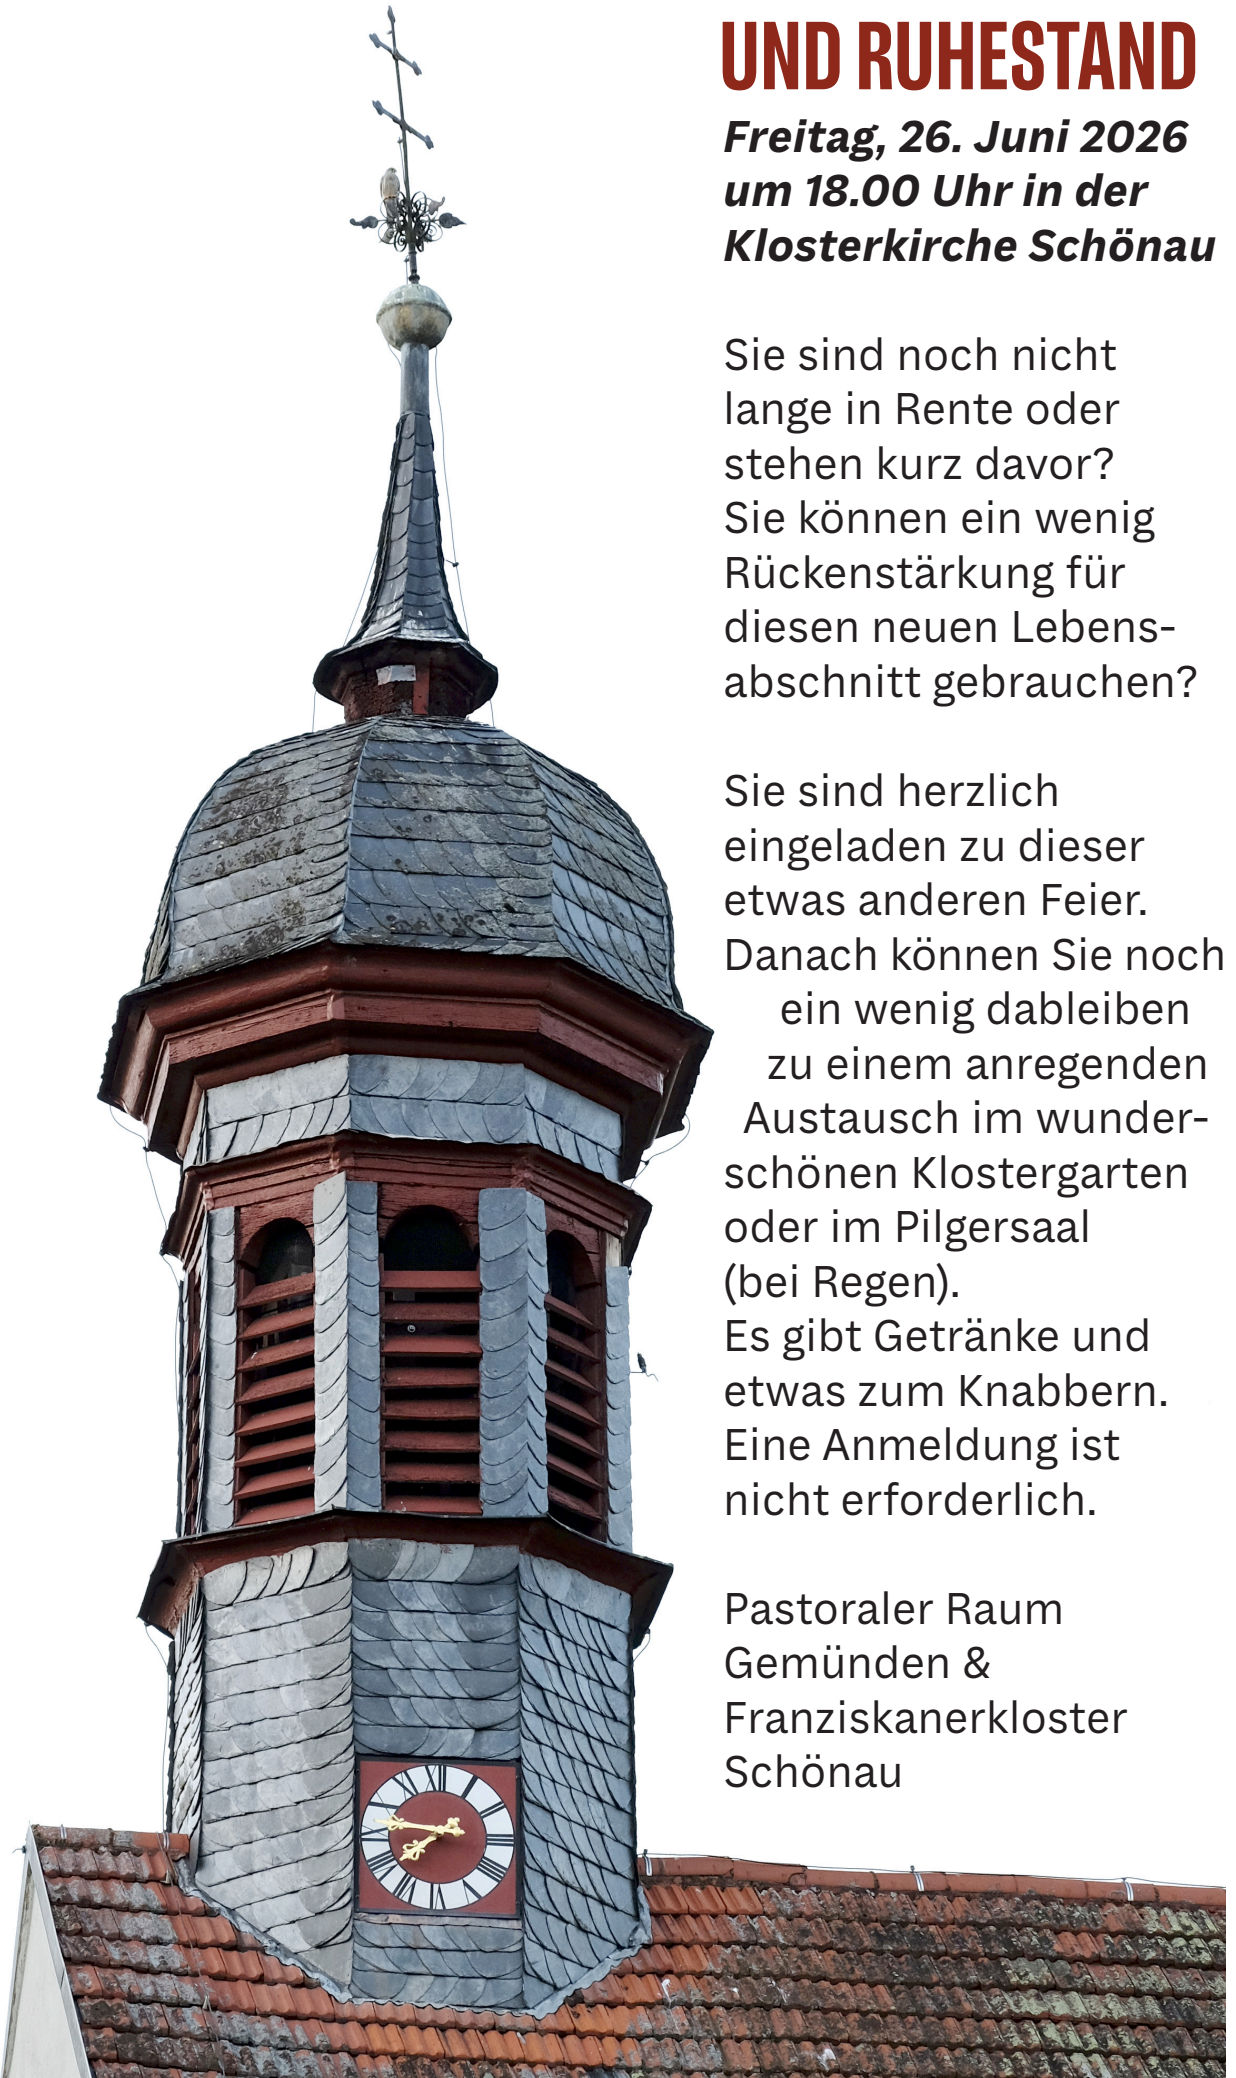 UND RUHESTAND
Freitag, 26. Juni 2026
um 18.00 Uhr in der
Klosterkirche Schönau
Sie sind noch nicht
lange in Rente oder
stehen kurz davor?
Sie können ein wenig
Rückenstärkung für
diesen neuen Lebens-
abschnitt gebrauchen?
Sie sind herzlich
eingeladen zu dieser
etwas anderen Feier.
Danach können Sie noch
ein wenig dableiben
zu einem anregenden
Austausch im wunder-
schönen Klostergarten
oder im Pilgersaal
(bei Regen).
Es gibt Getränke und
etwas zum Knabbern.
Eine Anmeldung ist
nicht erforderlich.
Pastoraler Raum
Gemünden &
Franziskanerkloster
Schönau